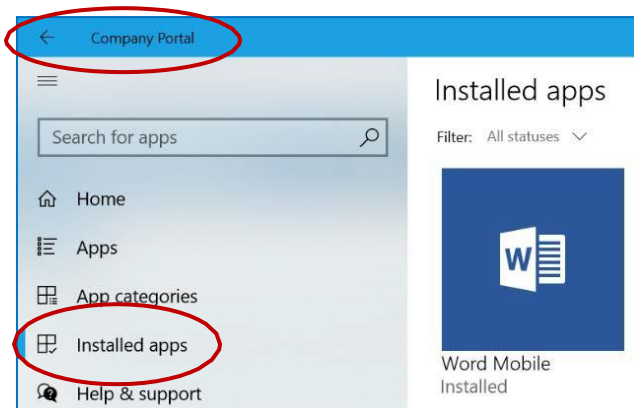 Company Portal
Installed apps
Search for apps
Filter: All statuses
Home
Apps
App categories
Installed apps
Help & support
W
Word Mobile
Installed